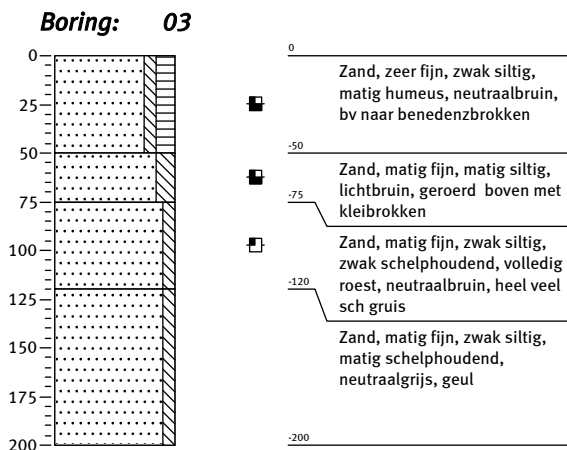 Boring: 03
0
25
50
75
100
125
150
175
200
0
Zand, zeer fijn, zwak siltig,
matig humeus, neutraalbruin,
bv naar benedenzbrokken
-50
Zand, matig fijn, matig siltig,
lichtbruin, geroerd boven met
kleibrokken
-75
Zand, matig fijn, zwak siltig,
zwak schelphoudend, volledig
roest, neutraalbruin, heel veel
sch gruis
-120
Zand, matig fijn, zwak siltig,
matig schelphoudend,
neutraalgrijs, geul
-200